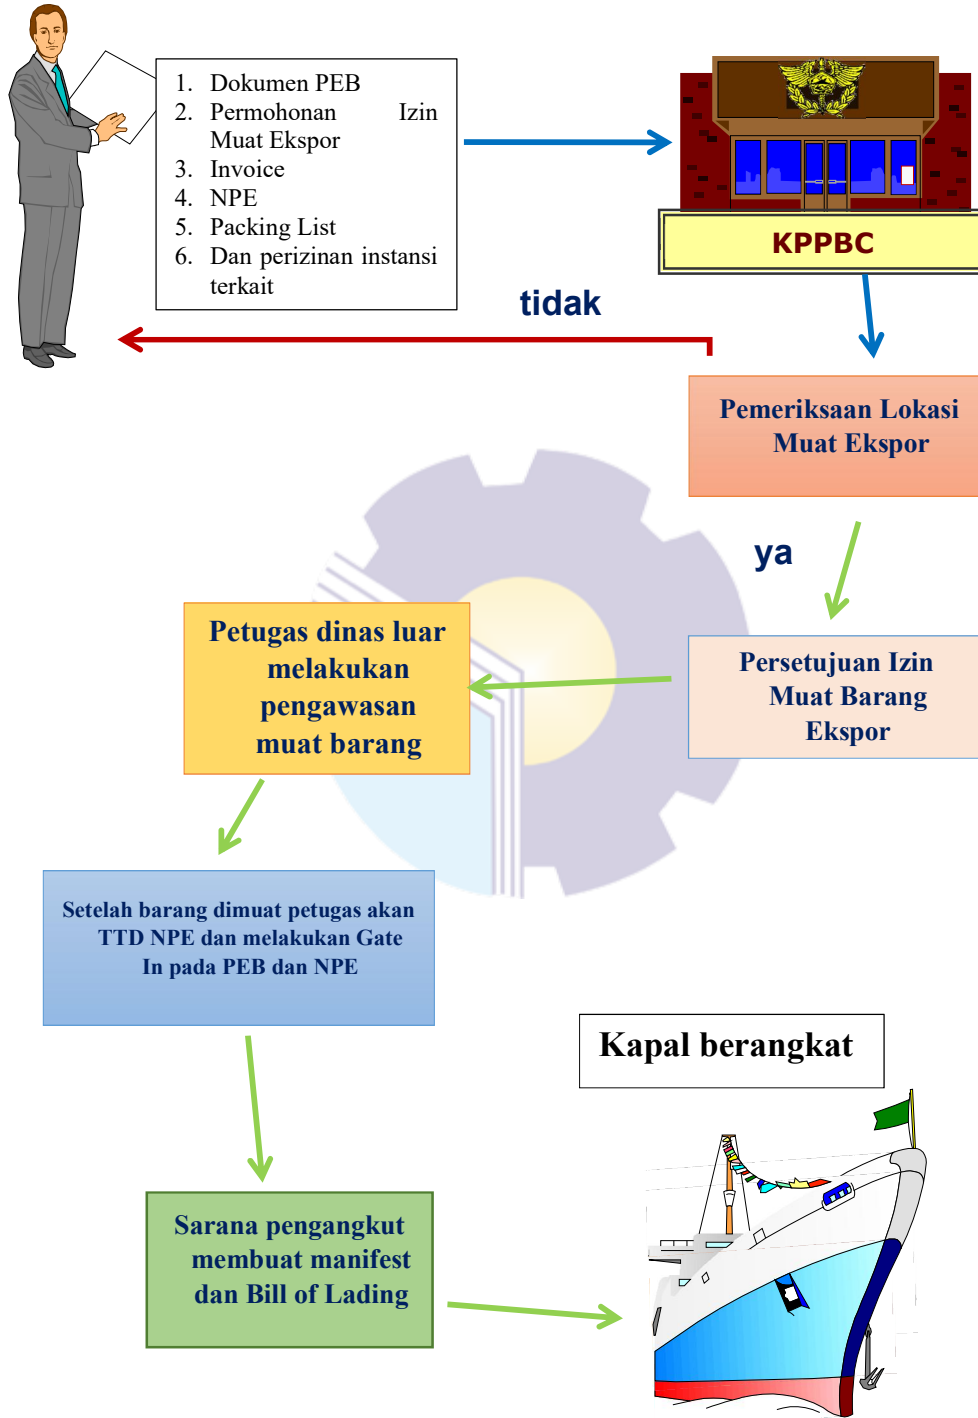 1. Dokumen PEB
2. Permohonan Izin
Muat Ekspor
3. Invoice
4. NPE
5. Packing List
6. Dan perizinan instansi
terkait
KPPBC
tidak
Pemeriksaan Lokasi
Muat Ekspor
ya
Persetujuan Izin
Muat Barang
Ekspor
Petugas dinas luar
melakukan
pengawasan
muat barang
Setelah barang dimuat petugas akan
TTD NPE dan melakukan Gate
In pada PEB dan NPE
Kapal berangkat
Sarana pengangkut
membuat manifest
dan Bill of Lading